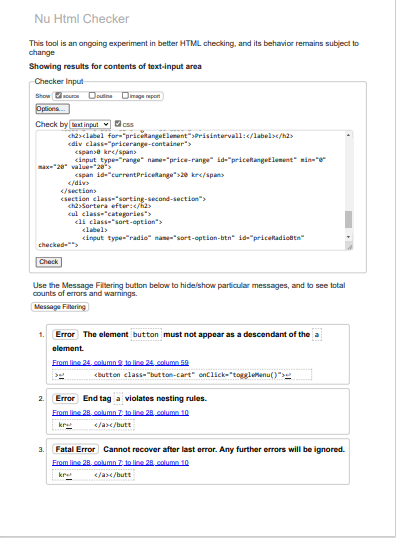 Nu Html Checker
This tool is an ongoing experiment in better HTML checking, and its behavior remains subject to
change
Showing results for contents of text-input area
Checker Input
Show source outline image report
Options...
Check by text input css
<h2><label for="priceRangeElement">Prisintervall:</label></h2>
<div class="pricerange-container">
<span>0 kr</span>
<input type="range" name="price-range" id="priceRangeElement" min="0"
max="20" value="20">
<span id="currentPriceRange">20 kr</span>
</div>
</section>
<section class="sorting-second-section">
<h2>Sortera efter:</h2>
<ul class="categories">
<li class="sort-option">
<label>
<input type="radio" name="sort-option-btn" id="priceRadioBtn"
checked="">
Check
Use the Message Filtering button below to hide/show particular messages, and to see total
counts of errors and warnings.
Message Filtering
1. Error The element button must not appear as a descendant of the a
element.
From line 24, column 9; to line 24, column 59
>↩ <button class="button-cart" onClick="toggleMenu()">↩
2. Error End tag a violates nesting rules.
From line 28, column 7; to line 28, column 10
kr↩ </a></butt
3. Fatal Error Cannot recover after last error. Any further errors will be ignored.
From line 28, column 7; to line 28, column 10
kr↩ </a></butt